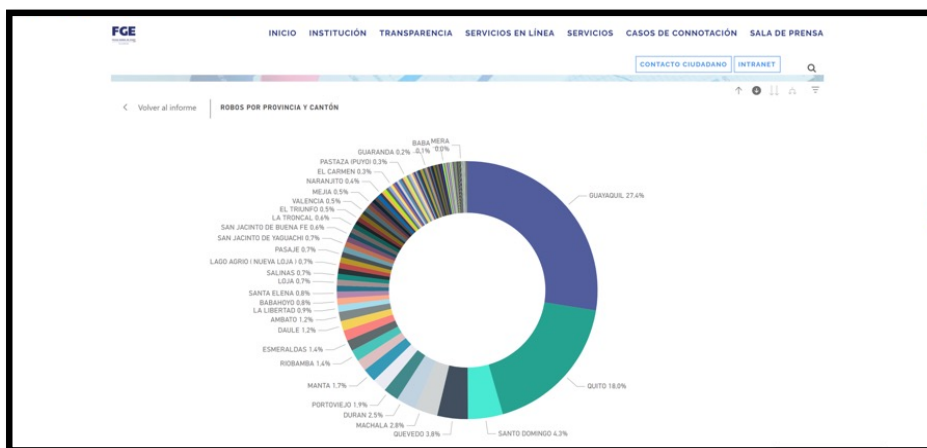 FGE
INICIO INSTITUCIÓN TRANSPARENCIA SERVICIOS EN LÍNEA SERVICIOS CASOS DE CONNOTACIÓN SALA DE PRENSA
CONTACTO CIUDADANO INTRANET
Volver al informe ROBOS POR PROVINCIA Y CANTÓN
GUAYAQUIL 27.4%
QUITO 18.0%
SANTO DOMINGO 4.3%
QUEVEDO 3.8%
MACHALA 2.8%
DURAN 2.5%
PORTOVIEJO 1.9%
MANTA 1.7%
RIOBAMBA 1.4%
ESMERALDAS 1.4%
DAULE 1.2%
AMBATO 1.2%
LA LIBERTAD 0.9%
BABAHOYO 0.8%
SANTA ELENA 0.8%
LOJA 0.7%
SALINAS 0.7%
LAGO AGRIO ( NUEVA LOJA ) 0,7%
PASAJE 0.7%
SAN JACINTO DE YAGUACHI 0.7%
SAN JACINTO DE BUENA FE 0.6%
LA TRONCAL 0.6%
EL TRIUNFO 0.5%
VALENCIA 0.5%
MEJIA 0.5%
NARANJITO 0.4%
EL CARMEN 0.3%
PASTAZA (PUYO) 0.3%
GUARANDA 0.2%
BABA 0.1%
MERA 0.0%